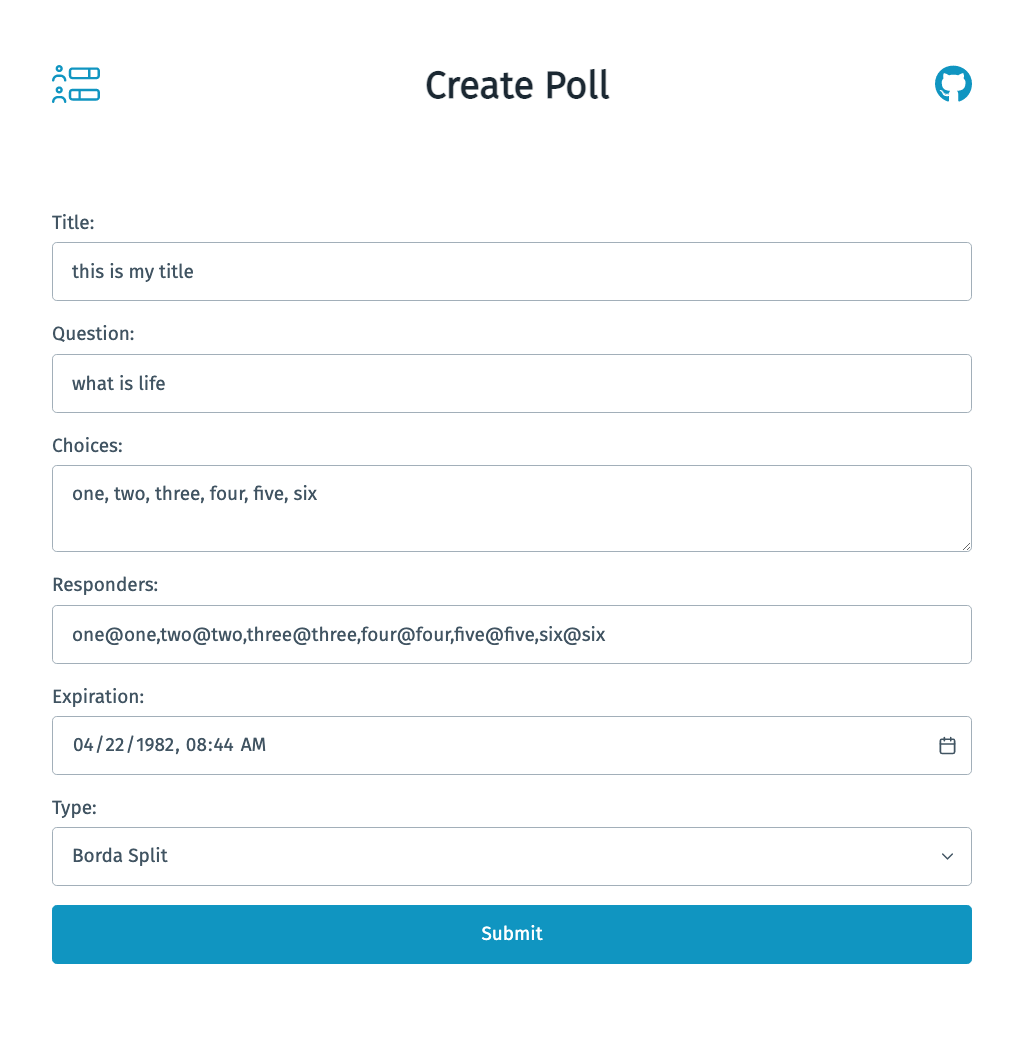 Create Poll
Title:
this is my title
Question:
what is life
Choices:
one, two, three, four, five, six
Responders:
one@one,two@two,three@three,four@four,five@five,six@six
Expiration:
04/22/1982, 08:44 AM
Type:
Borda Split
Submit